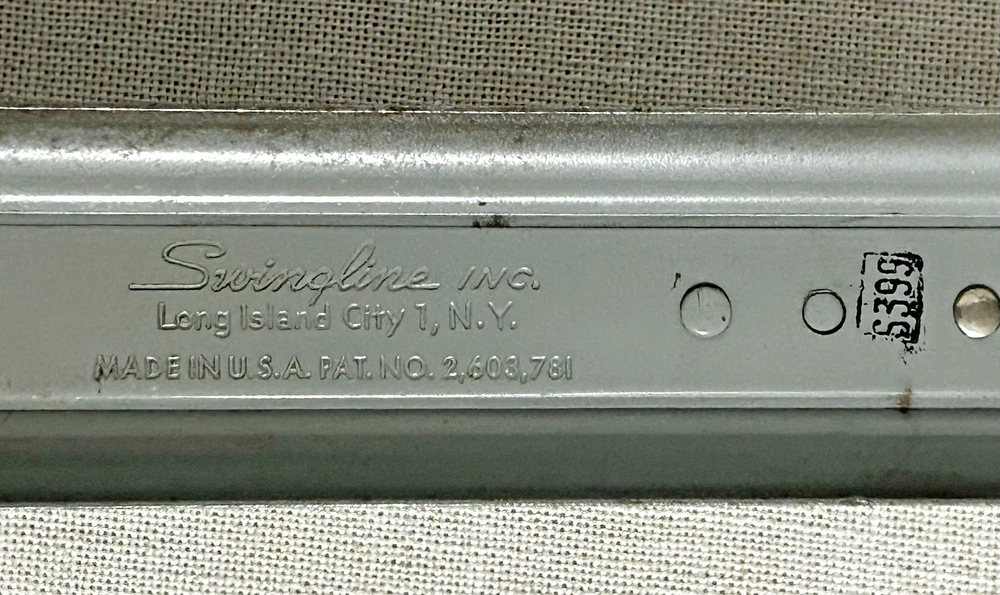 Swingline INC.
Long Island City 1, N.Y.
MADE IN U.S.A. PAT. NO. 2,603,781
S399